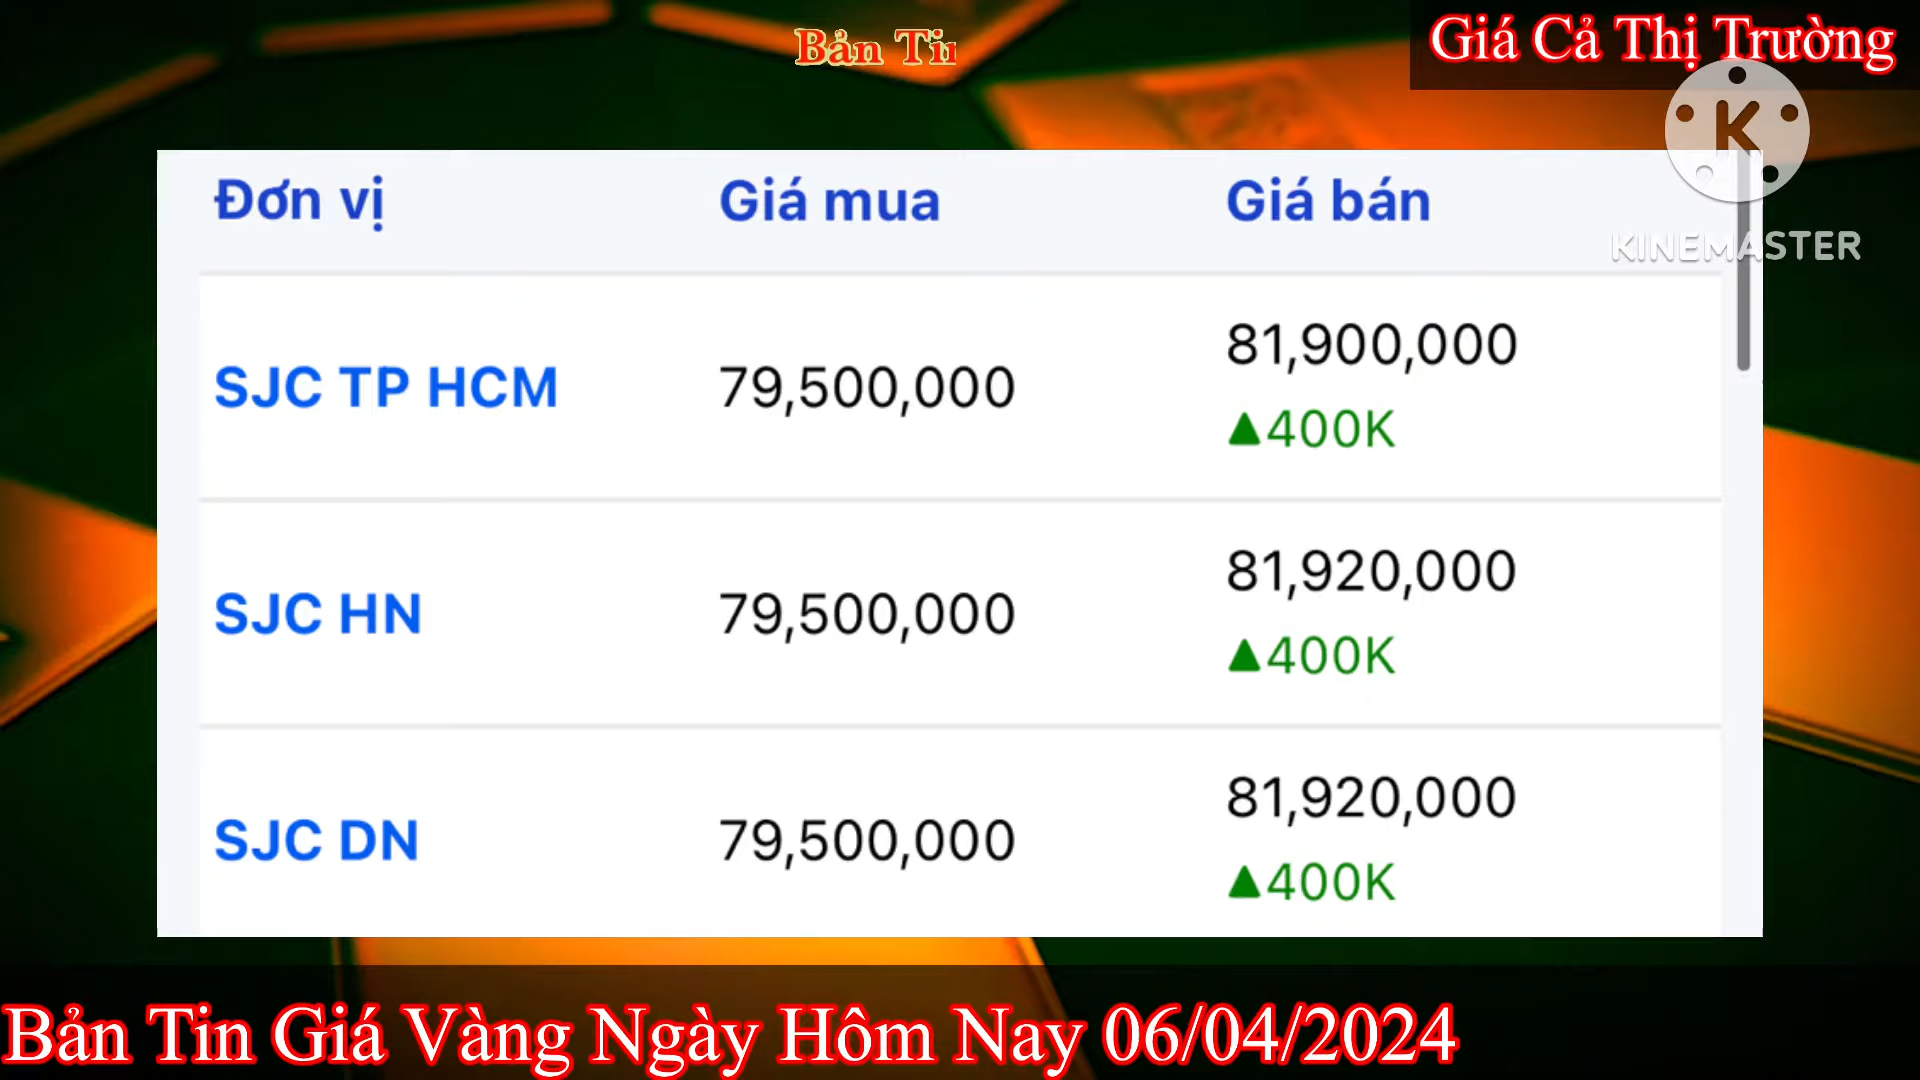 Bản Tin
Giá Cả Thị Trường
K
KINEMASTER
Đơn vị Giá mua Giá bán
SJC TP HCM 79,500,000 81,900,000
▲400K
SJC HN 79,500,000 81,920,000
▲400K
SJC DN 79,500,000 81,920,000
▲400K
Bản Tin Giá Vàng Ngày Hôm Nay 06/04/2024